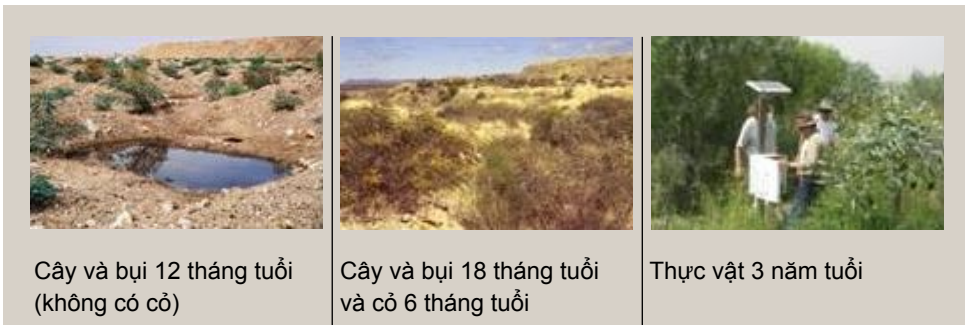 Cây và bụi 12 tháng tuổi
(không có cỏ)
Cây và bụi 18 tháng tuổi
và cỏ 6 tháng tuổi
Thực vật 3 năm tuổi